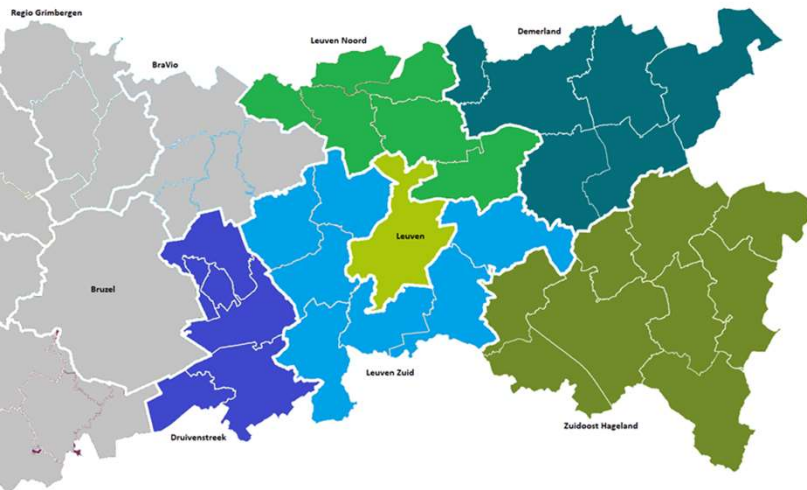 Regio Grimbergen
BraVio
Leuven Noord
Demerland
Leuven
Bruzel
Leuven Zuid
Druivenstreek
Zuidoost Hageland